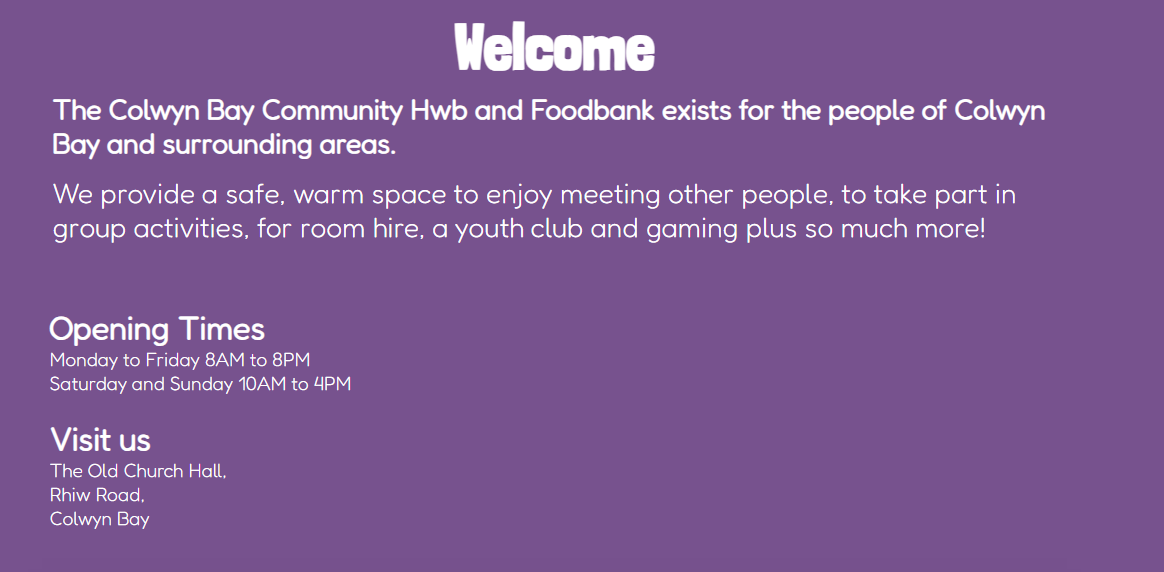 Welcome
The Colwyn Bay Community Hwb and Foodbank exists for the people of Colwyn
Bay and surrounding areas.
We provide a safe, warm space to enjoy meeting other people, to take part in
group activities, for room hire, a youth club and gaming plus so much more!
Opening Times
Monday to Friday 8AM to 8PM
Saturday and Sunday 10AM to 4PM
Visit us
The Old Church Hall,
Rhiw Road,
Colwyn Bay